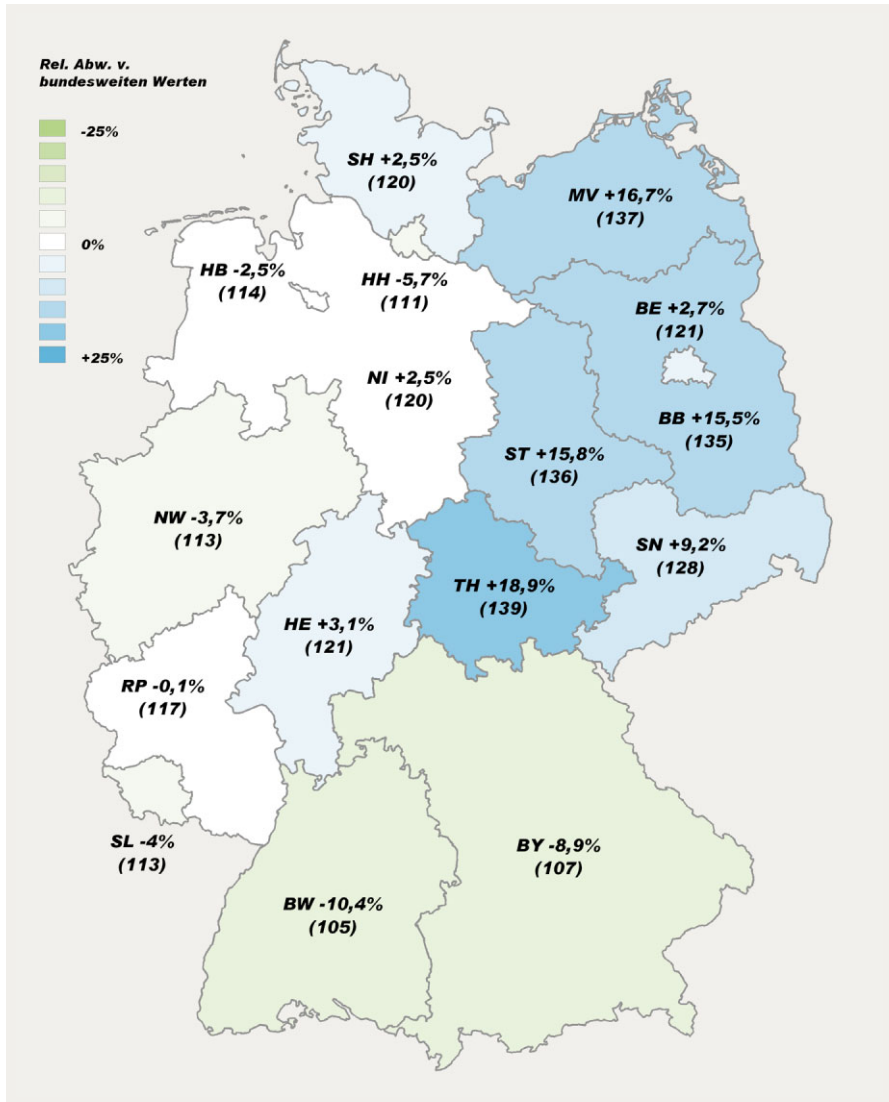 Rel. Abw. v.
bundesweiten Werten
-25%
0%
+25%
SH +2,5%
(120)
MV +16,7%
(137)
HB -2,5%
(114)
HH -5,7%
(111)
BE +2,7%
(121)
NI +2,5%
(120)
BB +15,5%
(135)
ST +15,8%
(136)
NW -3,7%
(113)
SN +9,2%
(128)
TH +18,9%
(139)
HE +3,1%
(121)
RP -0,1%
(117)
SL -4%
(113)
BY -8,9%
(107)
BW -10,4%
(105)